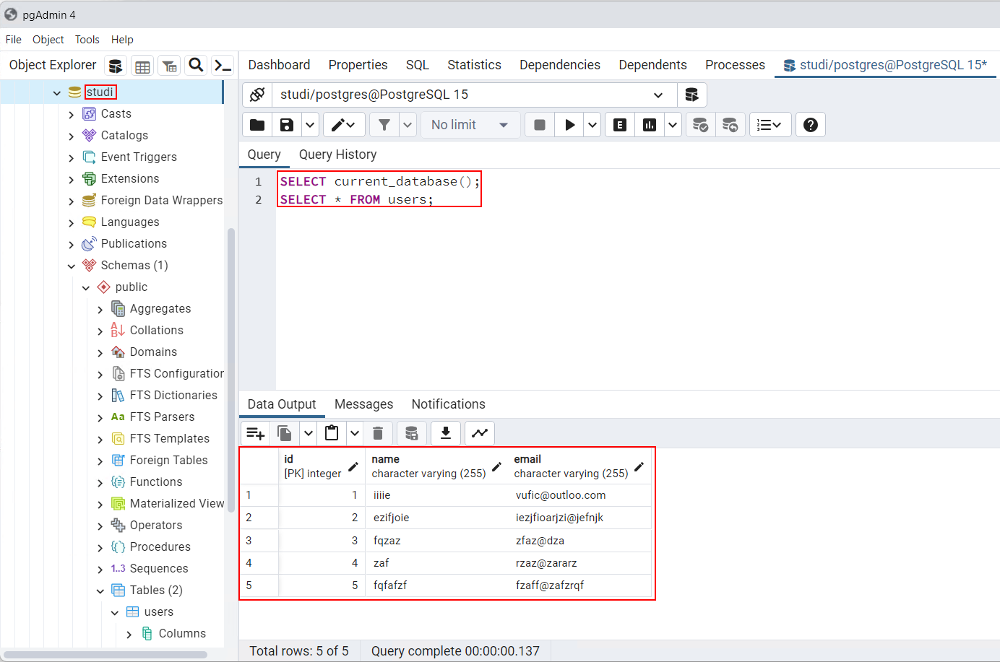 pgAdmin 4
File Object Tools Help
Object Explorer
Dashboard Properties SQL Statistics Dependencies Dependents Processes studi/postgres@PostgreSQL 15*
studi
Casts
Catalogs
Event Triggers
Extensions
Foreign Data Wrappers
Languages
Publications
Schemas (1)
public
Aggregates
Collations
Domains
FTS Configuration
FTS Dictionaries
Aa FTS Parsers
FTS Templates
Foreign Tables
Functions
Materialized View
Operators
Procedures
1..3 Sequences
Tables (2)
users
Columns
studi/postgres@PostgreSQL 15
No limit E
Query Query History
1 SELECT current_database();
2 SELECT * FROM users;
Data Output Messages Notifications
id name email
[PK] integer character varying (255) character varying (255)
1 1 iiiie vufic@outloo.com
2 2 ezifjoie iezjfioarjzi@jefnjk
3 3 fqzaz zfaz@dza
4 4 zaf rzaz@zararz
5 5 fqfafzf fzaff@zafzrqf
Total rows: 5 of 5 Query complete 00:00:00.137